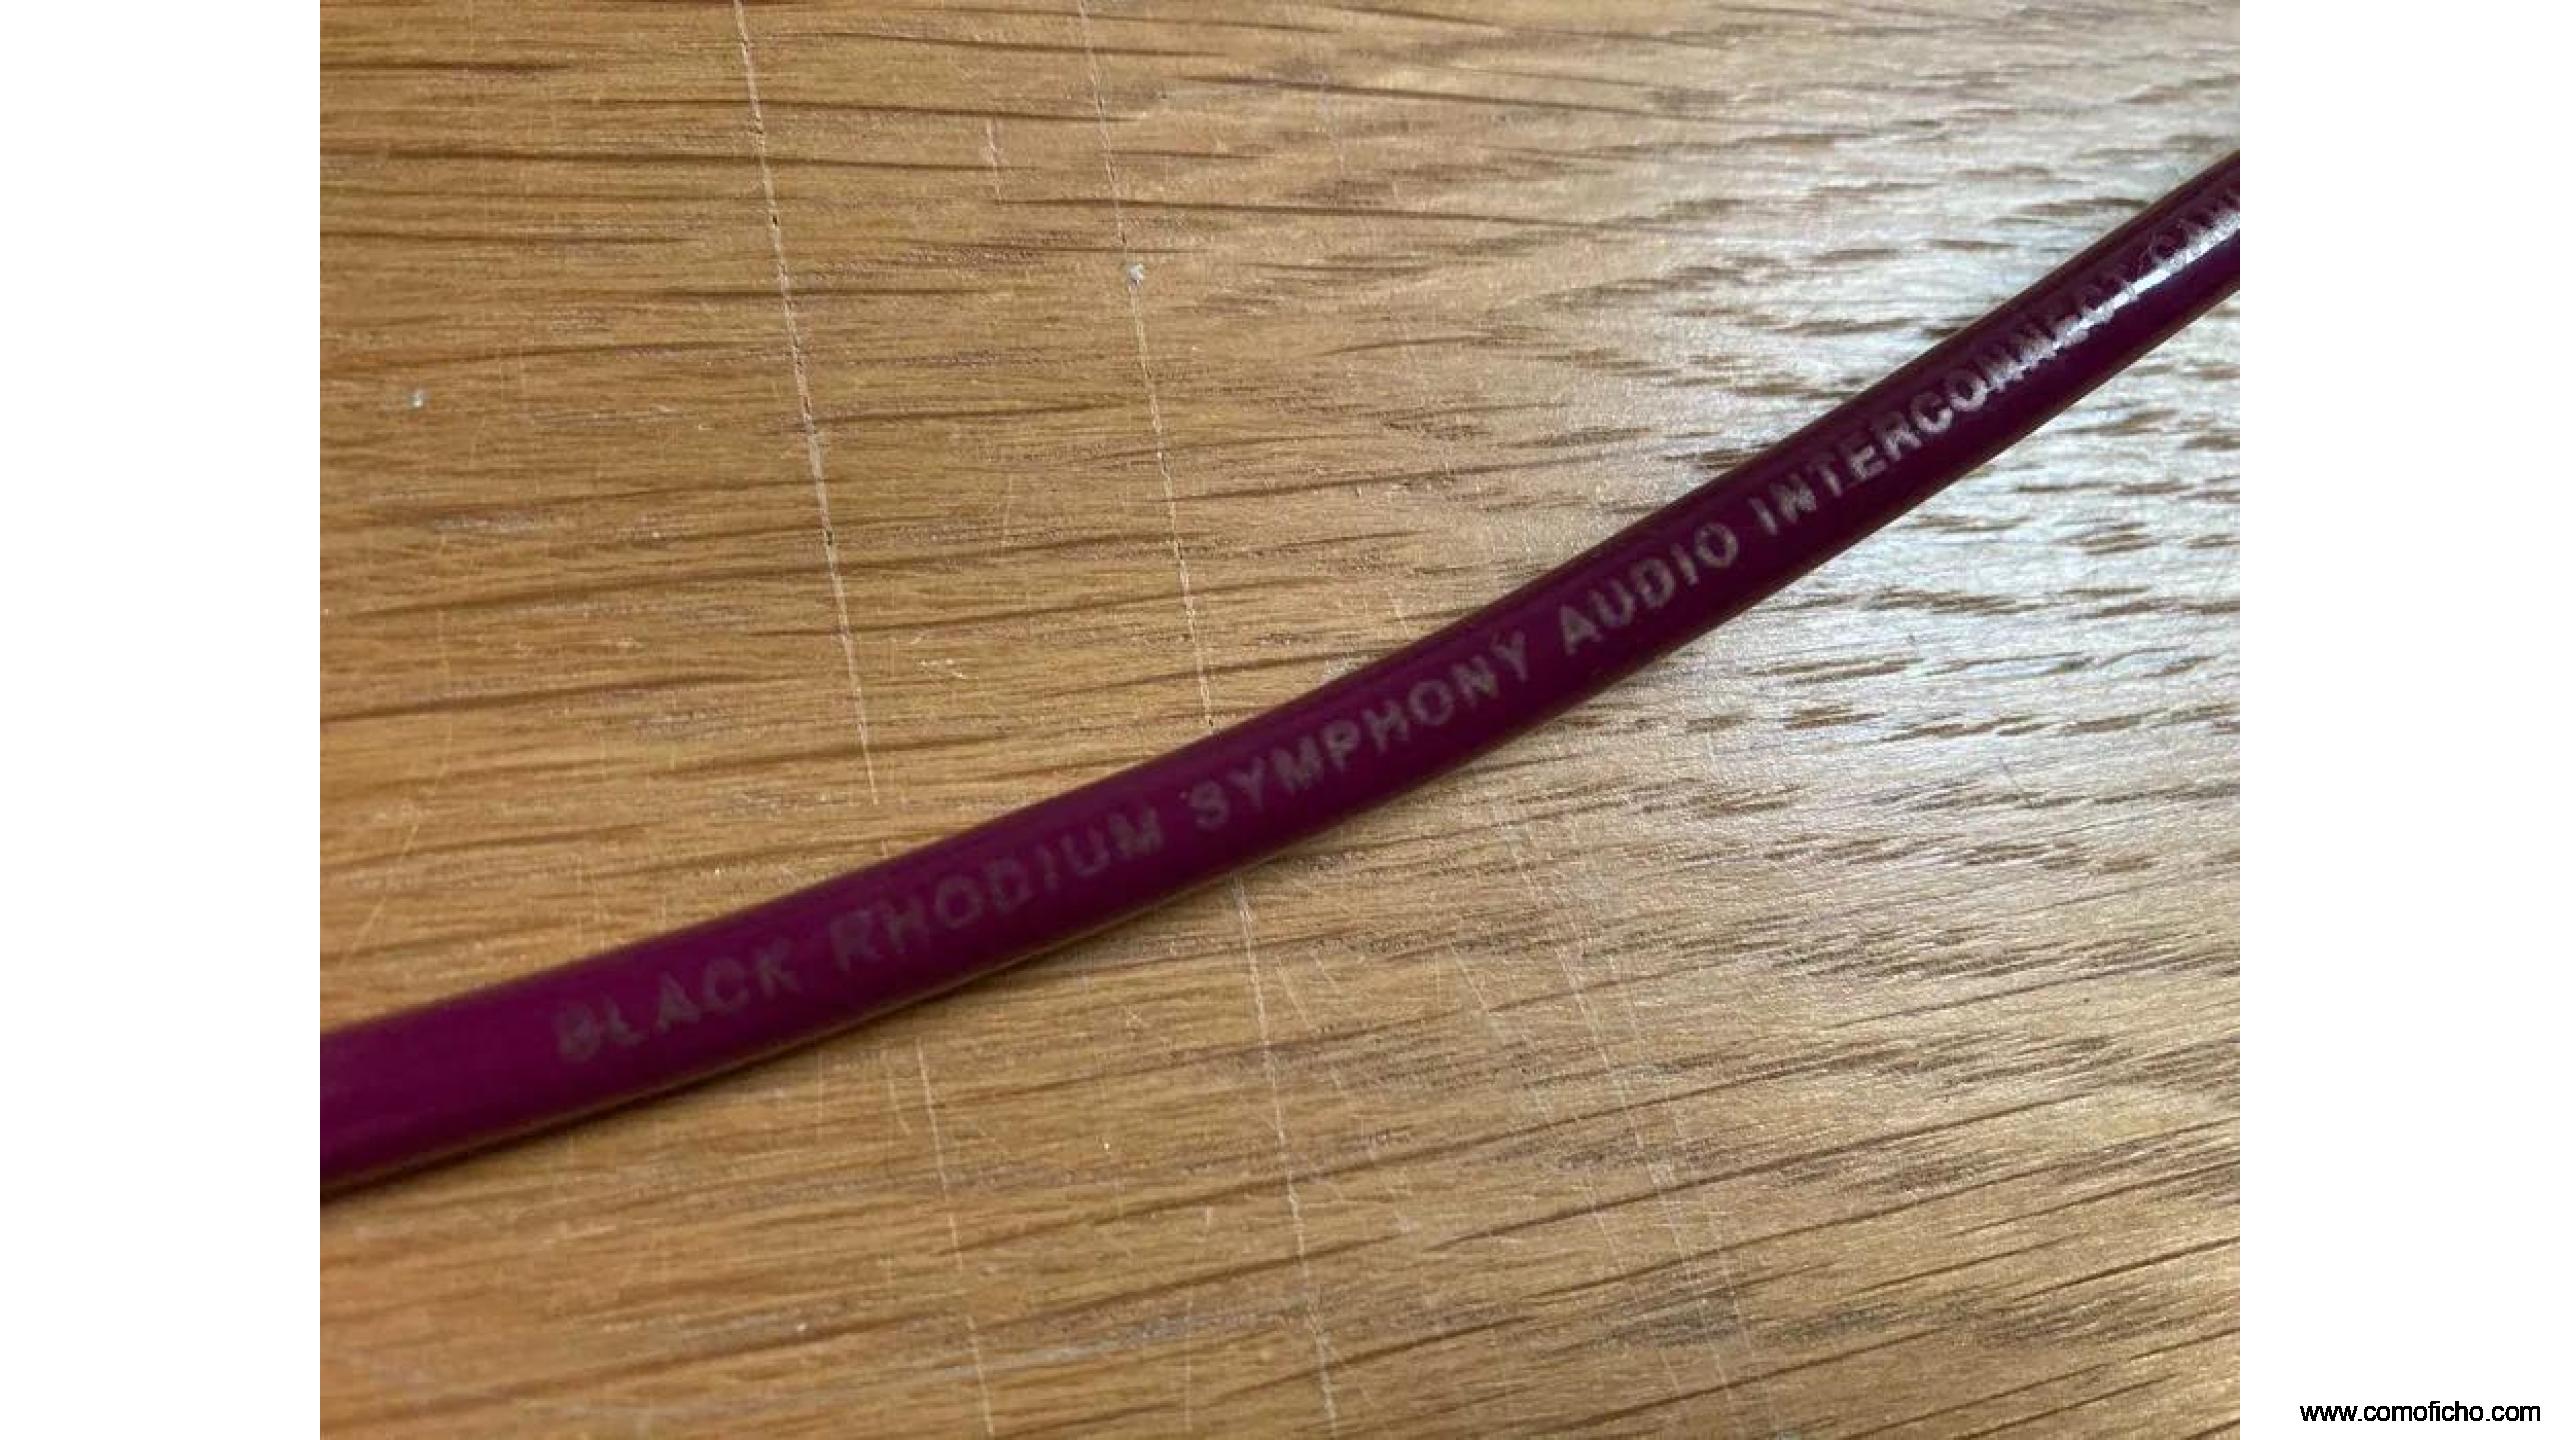 BLACK RHODIUM SYMPHONY AUDIO INTERCONNECT
www.comoficho.com